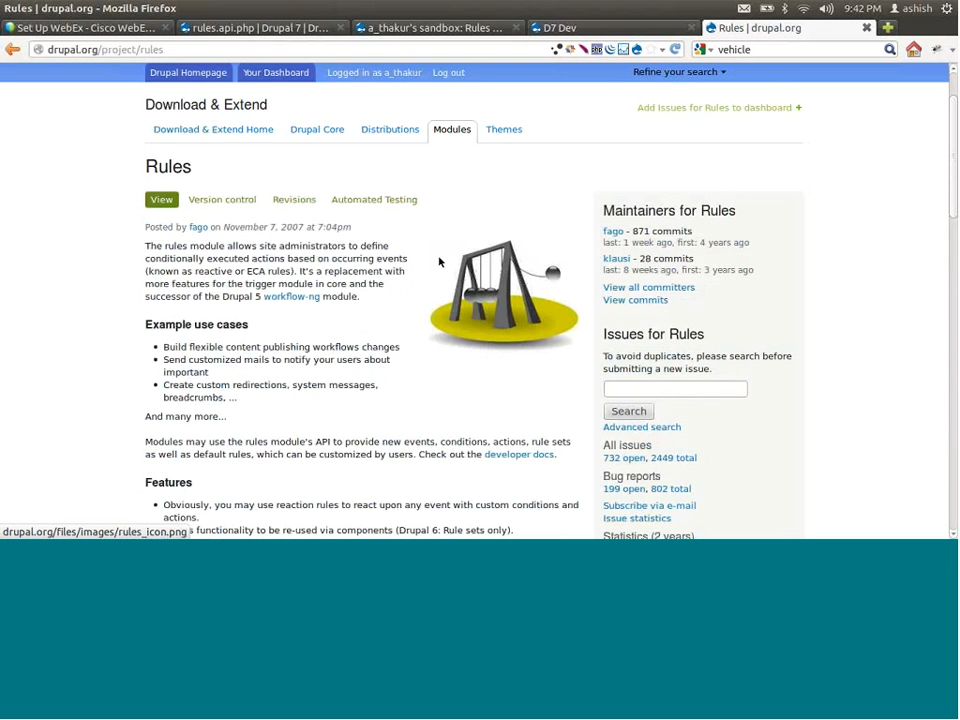 Rules | drupal.org - Mozilla Firefox
9:42 PM ashish
Set Up WebEx - Cisco WebE...
rules.api.php | Drupal 7 | Dr...
a_thakur's sandbox: Rules ...
D7 Dev
Rules | drupal.org
drupal.org/project/rules
vehicle
Drupal Homepage
Your Dashboard
Logged in as a_thakur
Log out
Refine your search
Download & Extend
Add Issues for Rules to dashboard +
Download & Extend Home
Drupal Core
Distributions
Modules
Themes
Rules
View
Version control
Revisions
Automated Testing
Posted by fago on November 7, 2007 at 7:04pm
The rules module allows site administrators to define
conditionally executed actions based on occurring events
(known as reactive or ECA rules). It's a replacement with
more features for the trigger module in core and the
successor of the Drupal 5 workflow-ng module.
Example use cases
• Build flexible content publishing workflows changes
• Send customized mails to notify your users about
important
• Create custom redirections, system messages,
breadcrumbs, ...
And many more...
Modules may use the rules module's API to provide new events, conditions, actions, rule sets
as well as default rules, which can be customized by users. Check out the developer docs.
Features
• Obviously, you may use reaction rules to react upon any event with custom conditions and
actions.
s functionality to be re-used via components (Drupal 6: Rule sets only).
Maintainers for Rules
fago - 871 commits
last: 1 week ago, first: 4 years ago
klausi - 28 commits
last: 8 weeks ago, first: 3 years ago
View all committers
View commits
Issues for Rules
To avoid duplicates, please search before
submitting a new issue.
Search
Advanced search
All issues
732 open, 2449 total
Bug reports
199 open, 802 total
Subscribe via e-mail
Issue statistics
Statistics (2 years)
drupal.org/files/images/rules_icon.png